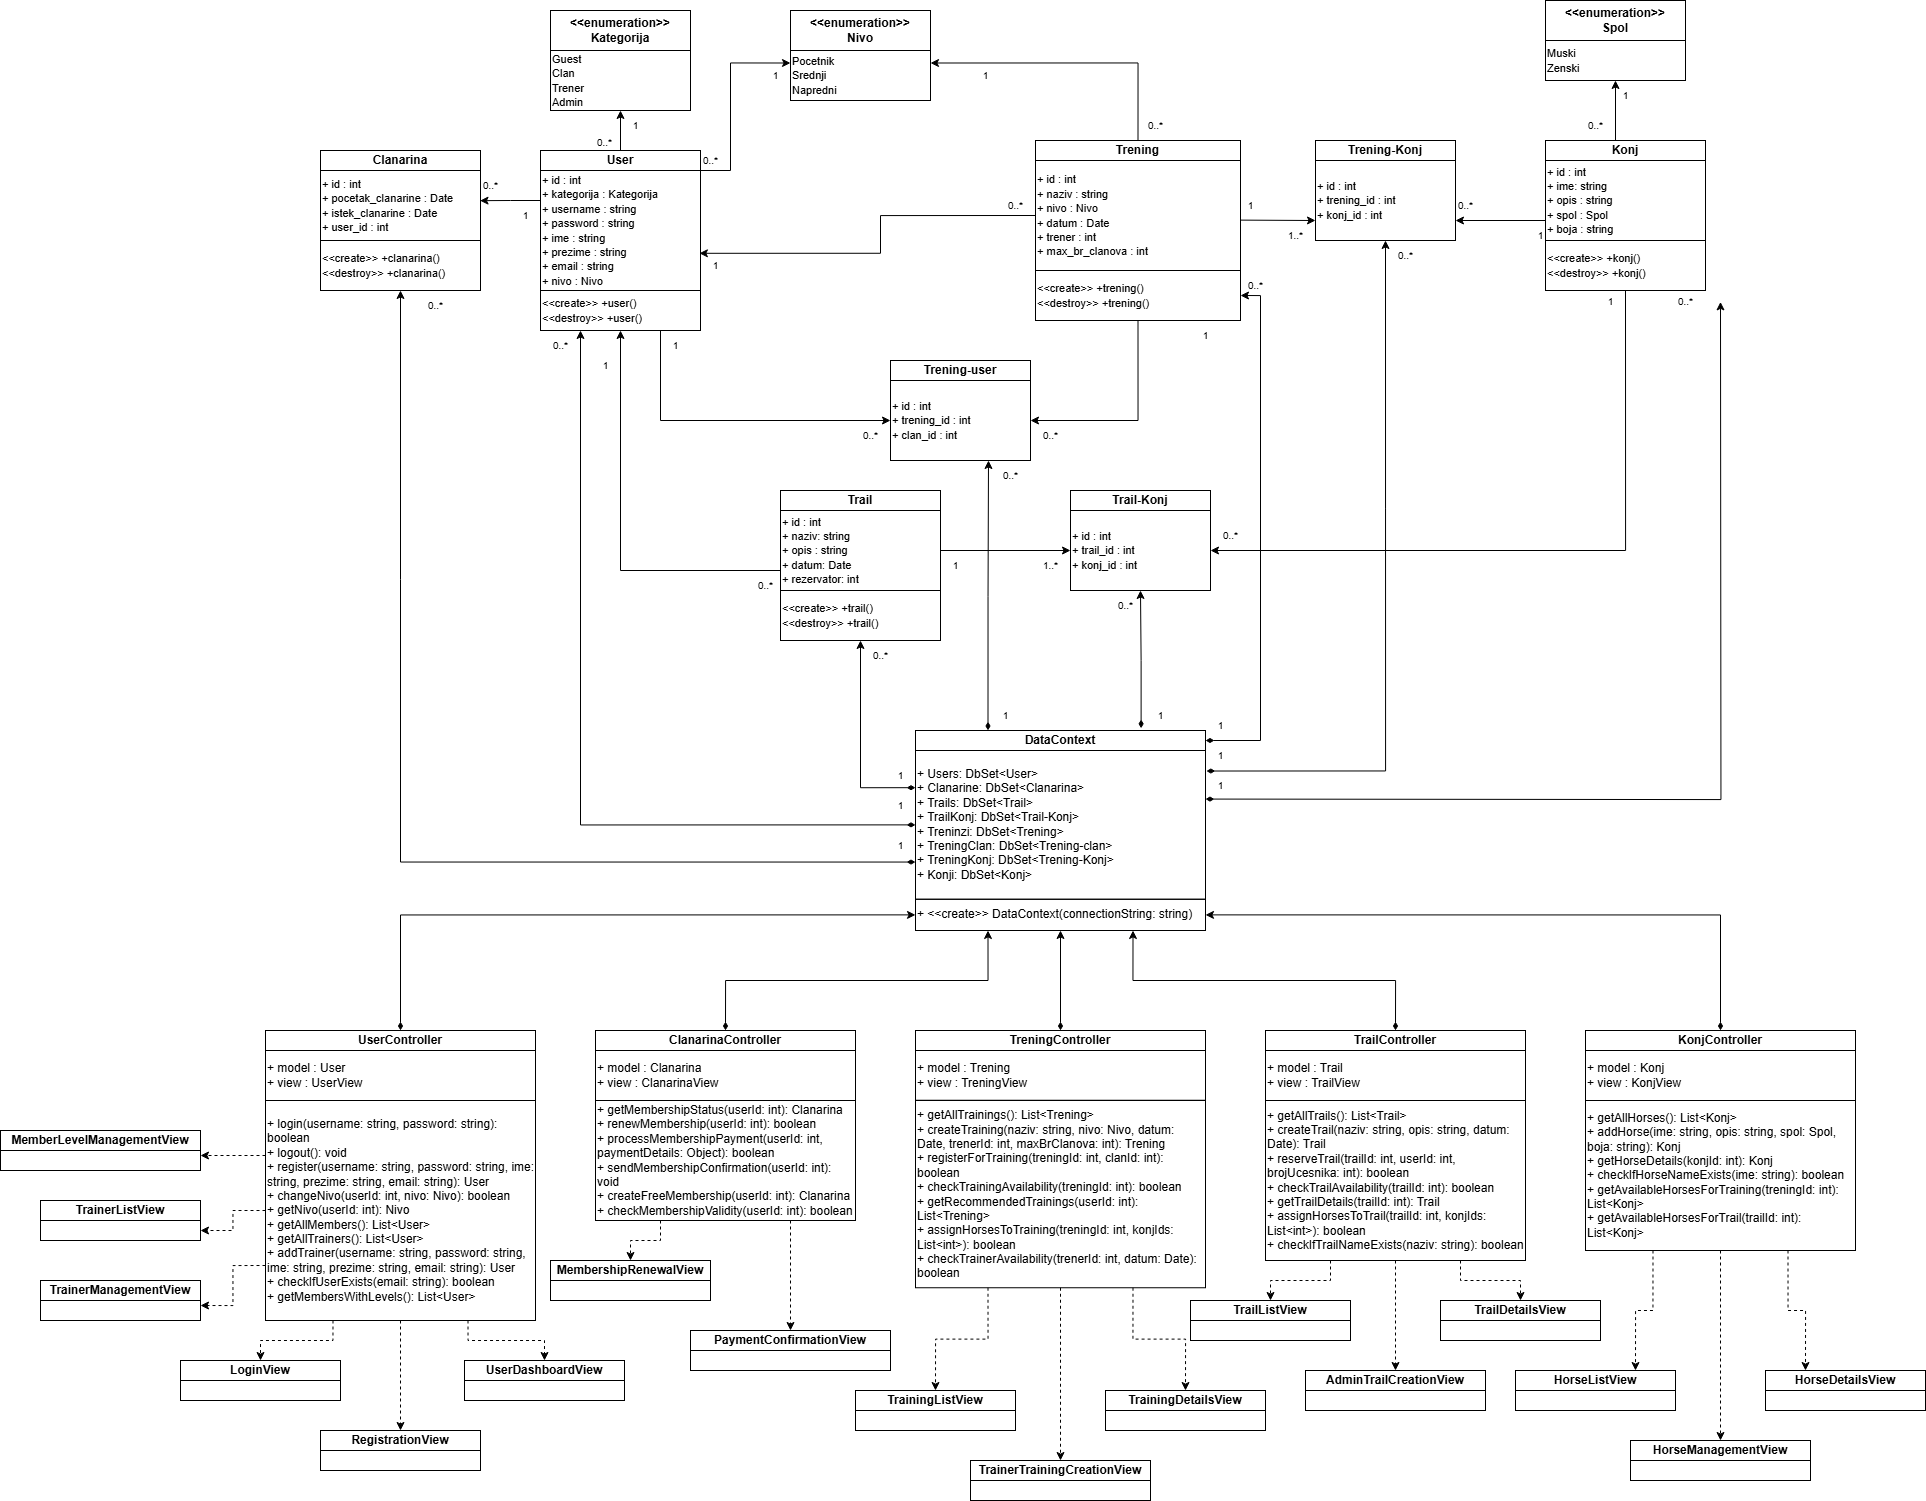 <<enumeration>>
Kategorija
Guest
Clan
Trener
Admin
<<enumeration>>
Nivo
Pocetnik
Srednji
Napredni
<<enumeration>>
Spol
Muski
Zenski
1
1
1
1
0..*
0..*
0..*
0..*
Clanarina
+ id : int
+ pocetak_clanarine : Date
+ istek_clanarine : Date
+ user_id : int
<<create>> +clanarina()
<<destroy>> +clanarina()
0..*
1
0..*
User
+ id : int
+ kategorija : Kategorija
+ username : string
+ password : string
+ ime : string
+ prezime : string
+ email : string
+ nivo : Nivo
<<create>> +user()
<<destroy>> +user()
1
0..*
1
1
Trening
+ id : int
+ naziv : string
+ nivo : Nivo
+ datum : Date
+ trener : int
+ max_br_clanova : int
<<create>> +trening()
<<destroy>> +trening()
0..*
1
1..*
0..*
1
Trening-Konj
+ id : int
+ trening_id : int
+ konj_id : int
0..*
1
0..*
Konj
+ id : int
+ ime: string
+ opis : string
+ spol : Spol
+ boja : string
<<create>> +konj()
<<destroy>> +konj()
1
0..*
Trening-user
+ id : int
+ trening_id : int
+ clan_id : int
0..*
0..*
0..*
Trail
+ id : int
+ naziv: string
+ opis : string
+ datum: Date
+ rezervator: int
<<create>> +trail()
<<destroy>> +trail()
0..*
1
1..*
0..*
Trail-Konj
+ id : int
+ trail_id : int
+ konj_id : int
0..*
0..*
1
1
1
1
1
1
1
1
DataContext
+ Users: DbSet<User>
+ Clanarine: DbSet<Clanarina>
+ Trails: DbSet<Trail>
+ TrailKonj: DbSet<Trail-Konj>
+ Treninzi: DbSet<Trening>
+ TreningClan: DbSet<Trening-clan>
+ TreningKonj: DbSet<Trening-Konj>
+ Konji: DbSet<Konj>
+ <<create>> DataContext(connectionString: string)
UserController
+ model : User
+ view : UserView
+ login(username: string, password: string):
boolean
+ logout(): void
+ register(username: string, password: string, ime:
string, prezime: string, email: string): User
+ changeNivo(userId: int, nivo: Nivo): boolean
+ getNivo(userId: int): Nivo
+ getAllMembers(): List<User>
+ getAllTrainers(): List<User>
+ addTrainer(username: string, password: string,
ime: string, prezime: string, email: string): User
+ checkIfUserExists(email: string): boolean
+ getMembersWithLevels(): List<User>
ClanarinaController
+ model : Clanarina
+ view : ClanarinaView
+ getMembershipStatus(userId: int): Clanarina
+ renewMembership(userId: int): boolean
+ processMembershipPayment(userId: int,
paymentDetails: Object): boolean
+ sendMembershipConfirmation(userId: int):
void
+ createFreeMembership(userId: int): Clanarina
+ checkMembershipValidity(userId: int): boolean
TreningController
+ model : Trening
+ view : TreningView
+ getAllTrainings(): List<Trening>
+ createTraining(naziv: string, nivo: Nivo, datum:
Date, trenerId: int, maxBrClanova: int): Trening
+ registerForTraining(treningId: int, clanId: int):
boolean
+ checkTrainingAvailability(treningId: int): boolean
+ getRecommendedTrainings(userId: int):
List<Trening>
+ assignHorsesToTraining(treningId: int, konjIds:
List<int>): boolean
+ checkTrainerAvailability(trenerId: int, datum: Date):
boolean
TrailController
+ model : Trail
+ view : TrailView
+ getAllTrails(): List<Trail>
+ createTrail(naziv: string, opis: string, datum:
Date): Trail
+ reserveTrail(trailId: int, userId: int,
brojUcesnika: int): boolean
+ checkTrailAvailability(trailId: int): boolean
+ getTrailDetails(trailId: int): Trail
+ assignHorsesToTrail(trailId: int, konjIds:
List<int>): boolean
+ checkIfTrailNameExists(naziv: string): boolean
KonjController
+ model : Konj
+ view : KonjView
+ getAllHorses(): List<Konj>
+ addHorse(ime: string, opis: string, spol: Spol,
boja: string): Konj
+ getHorseDetails(konjId: int): Konj
+ checkIfHorseNameExists(ime: string): boolean
+ getAvailableHorsesForTraining(treningId: int):
List<Konj>
+ getAvailableHorsesForTrail(trailId: int):
List<Konj>
MemberLevelManagementView
TrainerListView
TrainerManagementView
LoginView
RegistrationView
UserDashboardView
MembershipRenewalView
PaymentConfirmationView
TrainingListView
TrainerTrainingCreationView
TrainingDetailsView
TrailListView
AdminTrailCreationView
TrailDetailsView
HorseListView
HorseManagementView
HorseDetailsView